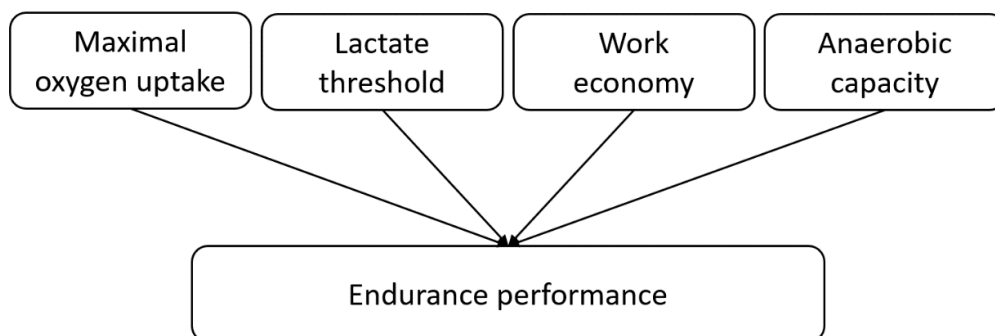 Maximal
oxygen uptake
Lactate
threshold
Work
economy
Anaerobic
capacity
Endurance performance